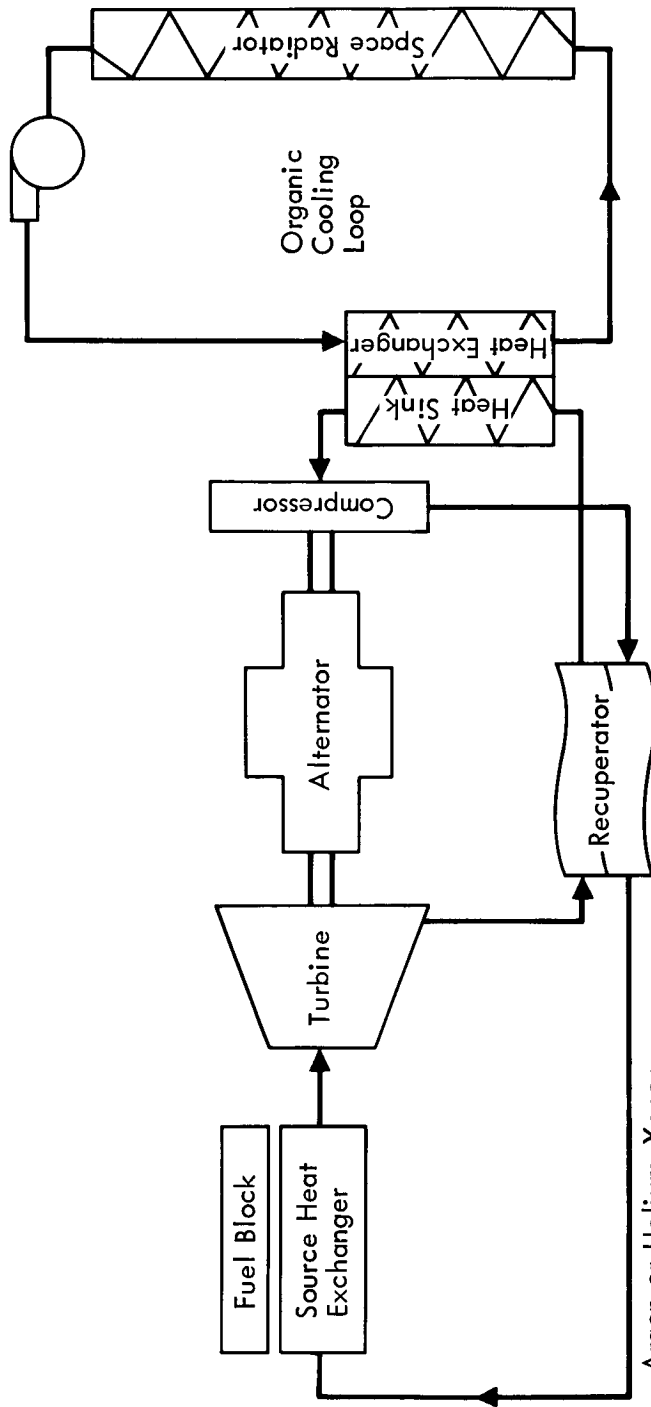 Fuel Block
Source Heat
Exchanger
Turbine
Alternator
Compressor
Recuperator
Heat Sink
Heat Exchanger
Organic
Cooling
Loop
Space Radiator